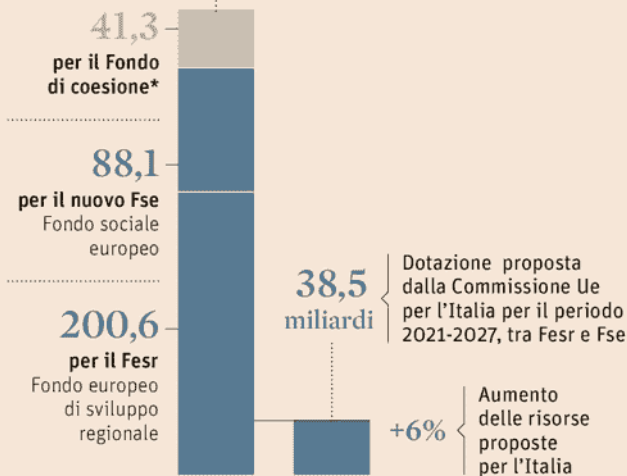 41,3
per il Fondo
di coesione*
88,1
per il nuovo Fse
Fondo sociale
europeo
200,6
per il Fesr
Fondo europeo
di sviluppo
regionale
38,5
miliardi
Dotazione proposta
dalla Commissione Ue
per l'Italia per il periodo
2021-2027, tra Fesr e Fse
+6%
Aumento
delle risorse
proposte
per l'Italia